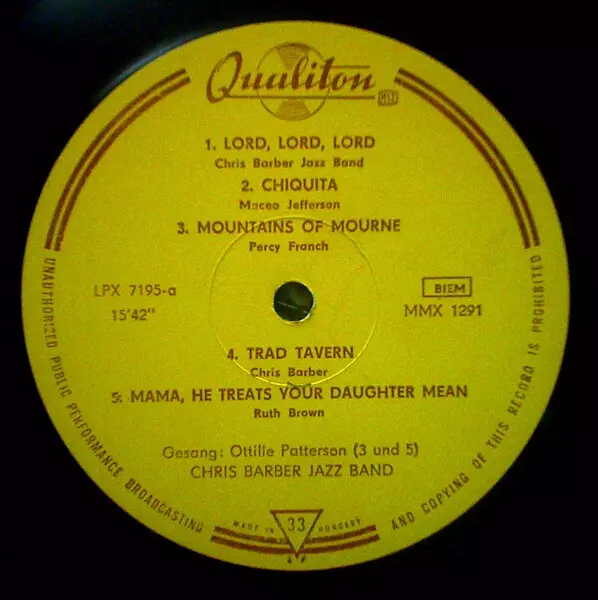 Qualiton
1. LORD, LORD, LORD
Chris Barber Jazz Band
2. CHIQUITA
Maceo Jefferson
3. MOUNTAINS OF MOURNE
Percy Franch
LPX 7195-a
15'42"
BIEM
MMX 1291
4. TRAD TAVERN
Chris Barber
5. MAMA, HE TREATS YOUR DAUGHTER MEAN
Ruth Brown
Gesang: Ottilie Patterson (3 und 5)
CHRIS BARBER JAZZ BAND
UNAUTHORIZED PUBLIC PERFORMANCE BROADCASTING AND COPYING OF THIS RECORD IS PROHIBITED
MADE IN HUNGARY
33
LP